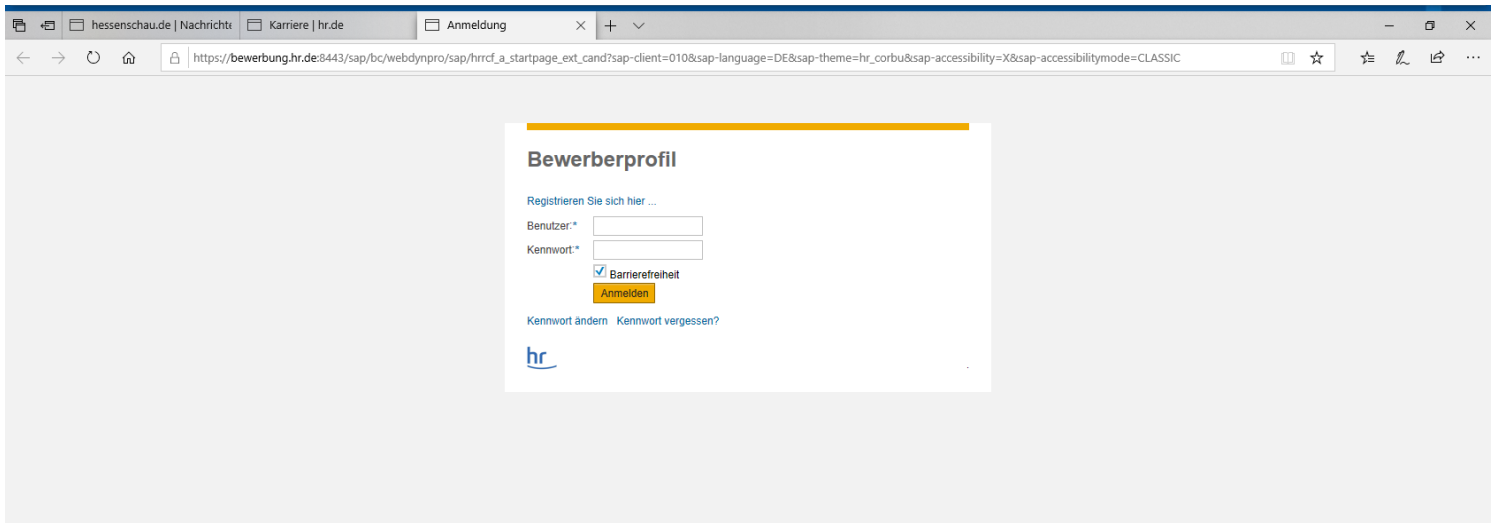 hessenschau.de | Nachrichte
Karriere | hr.de
Anmeldung
https://bewerbung.hr.de:8443/sap/bc/webdynpro/sap/hrrcf_a_startpage_ext_cand?sap-client=010&sap-language=DE&sap-theme=hr_corbu&sap-accessibility=X&sap-accessibilitymode=CLASSIC
Bewerberprofil
Registrieren Sie sich hier ...
Benutzer:*
Kennwort:*
Barrierefreiheit
Anmelden
Kennwort ändern Kennwort vergessen?
hr